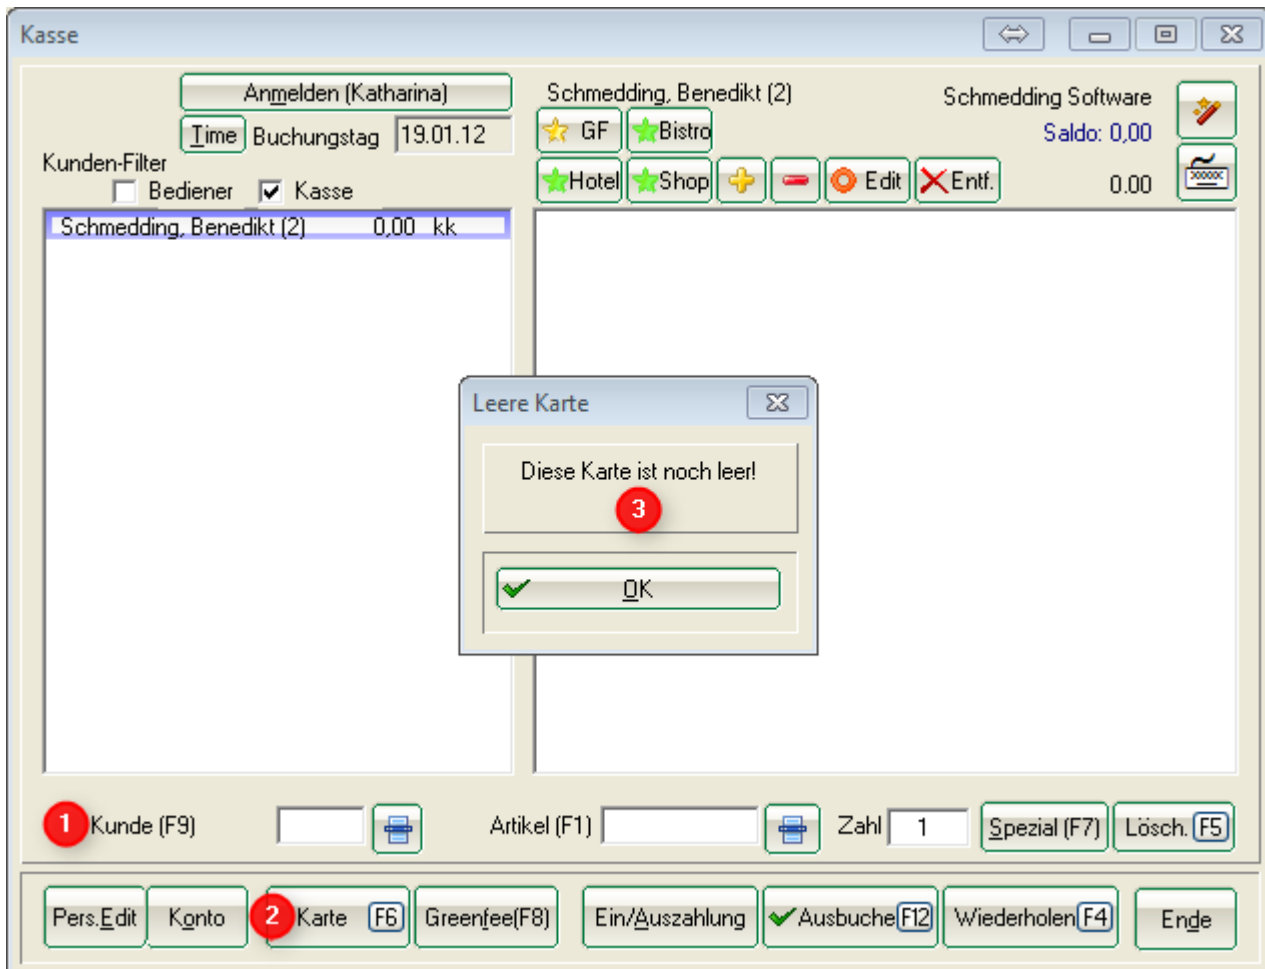 Kasse
Anmelden (Katharina)
Time Buchungstag 19.01.12
Kunden-Filter
Bediener Kasse
Schmedding, Benedikt (2) 0,00 kk
Schmedding, Benedikt (2) Schmedding Software
GF Bistro Saldo: 0,00
Hotel Shop Edit Entf. 0.00
Leere Karte
Diese Karte ist noch leer!
3
OK
1 Kunde (F9) Artikel (F1) Zahl 1 Spezial (F7) Lösch. F5
Pers.Edit Konto 2 Karte F6 Greenfee(F8) Ein/Auszahlung Ausbuche F12 Wiederholen F4 Ende